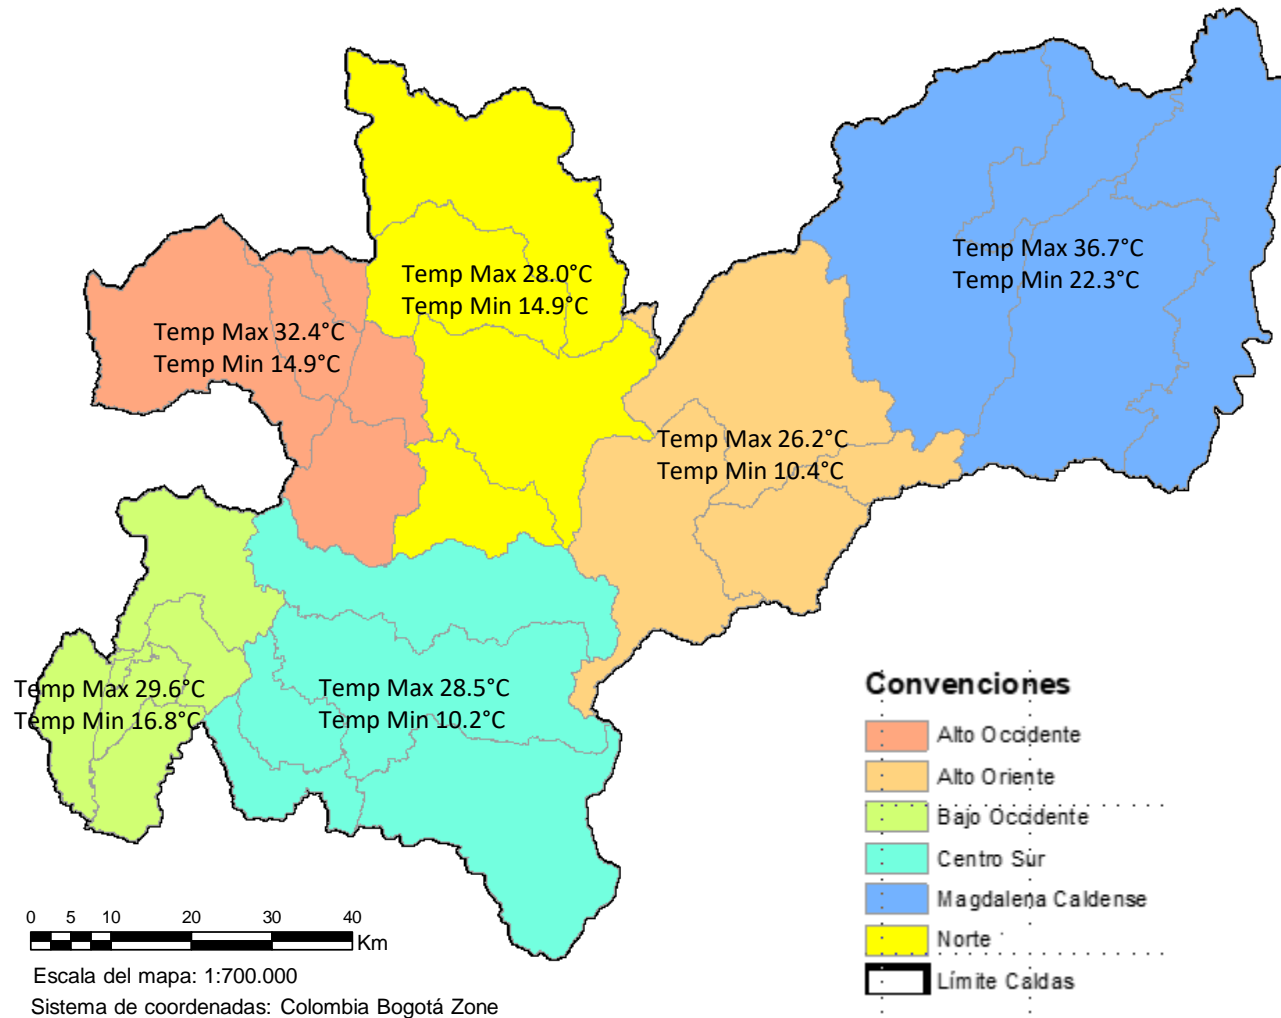 Temp Max 36.7°C
Temp Min 22.3°C
Temp Max 28.0°C
Temp Min 14.9°C
Temp Max 32.4°C
Temp Min 14.9°C
Temp Max 26.2°C
Temp Min 10.4°C
Temp Max 29.6°C
Temp Min 16.8°C
Temp Max 28.5°C
Temp Min 10.2°C
Convenciones
Alto Occidente
Alto Oriente
Bajo Occidente
Centro Sur
Magdalena Caldense
Norte
Límite Caldas
0 5 10 20 30 40
Km
Escala del mapa: 1:700.000
Sistema de coordenadas: Colombia Bogotá Zone